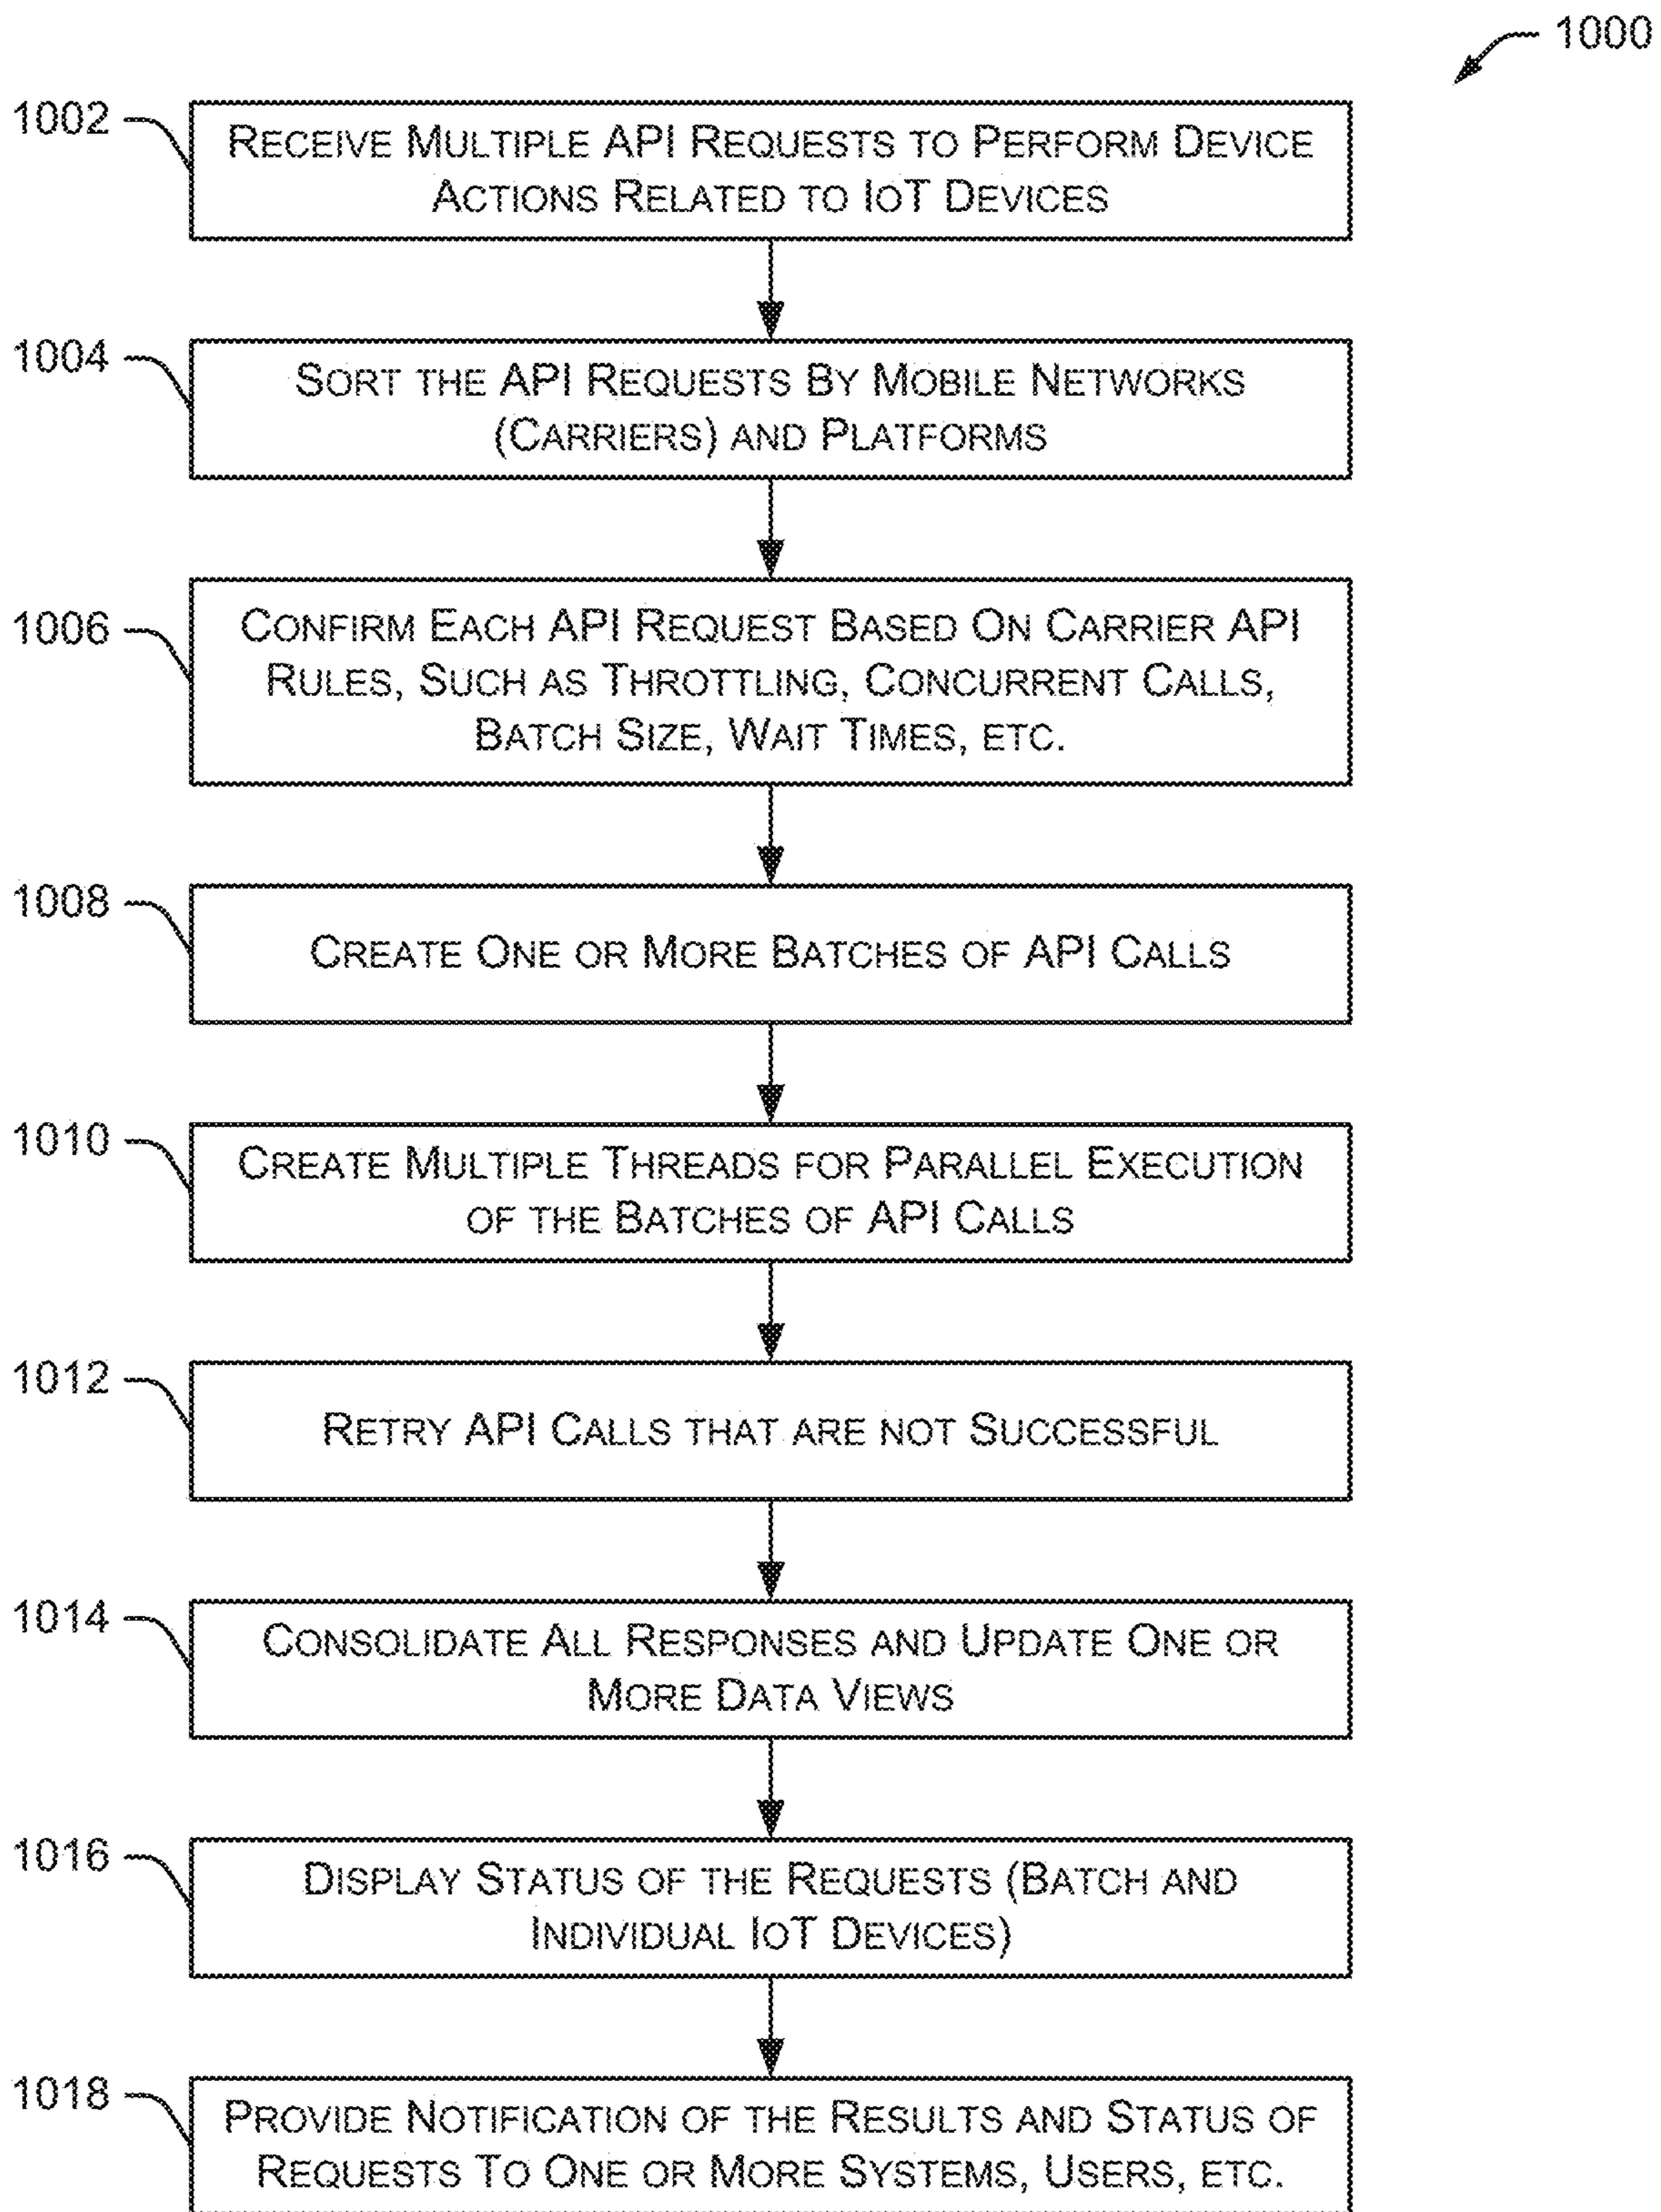 1000
1002
RECEIVE MULTIPLE API REQUESTS TO PERFORM DEVICE
ACTIONS RELATED TO IOT DEVICES
1004
SORT THE API REQUESTS BY MOBILE NETWORKS
(CARRIERS) AND PLATFORMS
1006
CONFIRM EACH API REQUEST BASED ON CARRIER API
RULES, SUCH AS THROTTLING, CONCURRENT CALLS,
BATCH SIZE, WAIT TIMES, ETC.
1008
CREATE ONE OR MORE BATCHES OF API CALLS
1010
CREATE MULTIPLE THREADS FOR PARALLEL EXECUTION
OF THE BATCHES OF API CALLS
1012
RETRY API CALLS THAT ARE NOT SUCCESSFUL
1014
CONSOLIDATE ALL RESPONSES AND UPDATE ONE OR
MORE DATA VIEWS
1016
DISPLAY STATUS OF THE REQUESTS (BATCH AND
INDIVIDUAL IOT DEVICES)
1018
PROVIDE NOTIFICATION OF THE RESULTS AND STATUS OF
REQUESTS TO ONE OR MORE SYSTEMS, USERS, ETC.